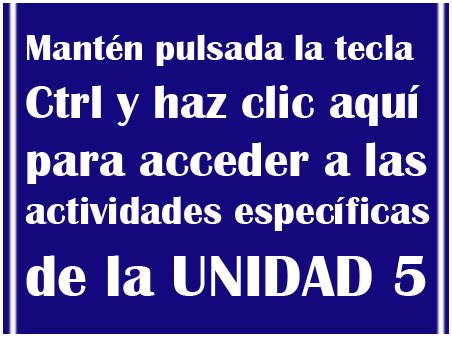 Mantén pulsada la tecla
Ctrl y haz clic aquí
para acceder a las
actividades específicas
de la UNIDAD 5